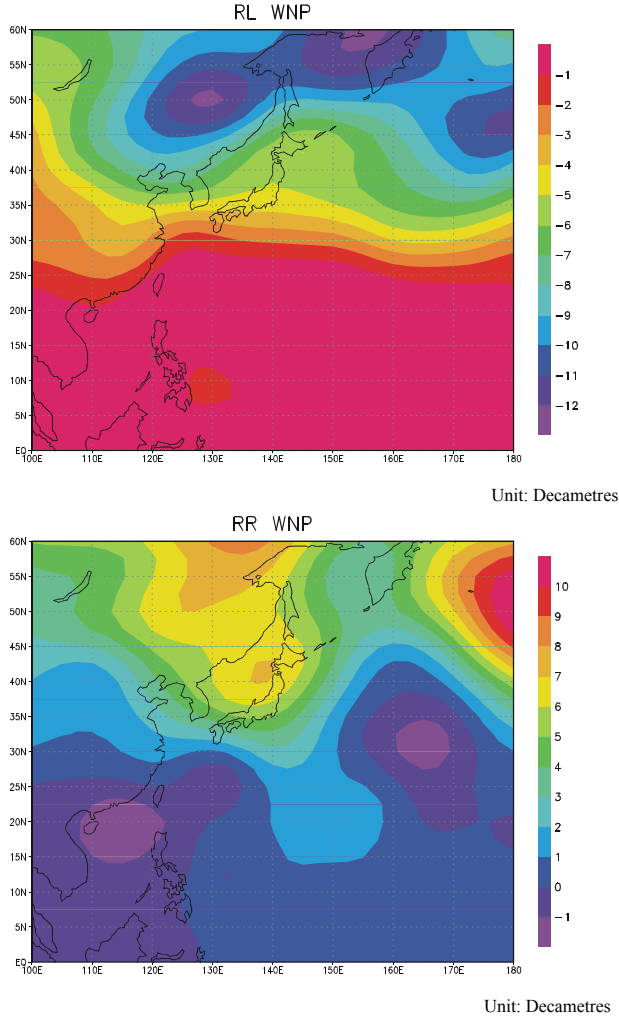 RL WNP
60N
55N
50N
45N
40N
35N
30N
25N
20N
15N
10N
5N
EQ
100E 110E 120E 130E 140E 150E 160E 170E 180
−1
−2
−3
−4
−5
−6
−7
−8
−9
−10
−11
−12
Unit: Decametres
RR WNP
60N
55N
50N
45N
40N
35N
30N
25N
20N
15N
10N
5N
EQ
100E 110E 120E 130E 140E 150E 160E 170E 180
10
9
8
7
6
5
4
3
2
1
0
−1
Unit: Decametres